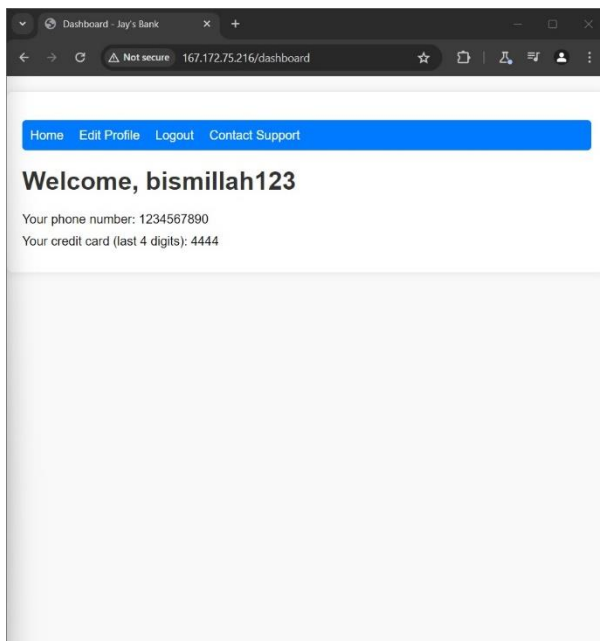 Dashboard - Jay's Bank
Not secure 167.172.75.216/dashboard
Home Edit Profile Logout Contact Support
Welcome, bismillah123
Your phone number: 1234567890
Your credit card (last 4 digits): 4444